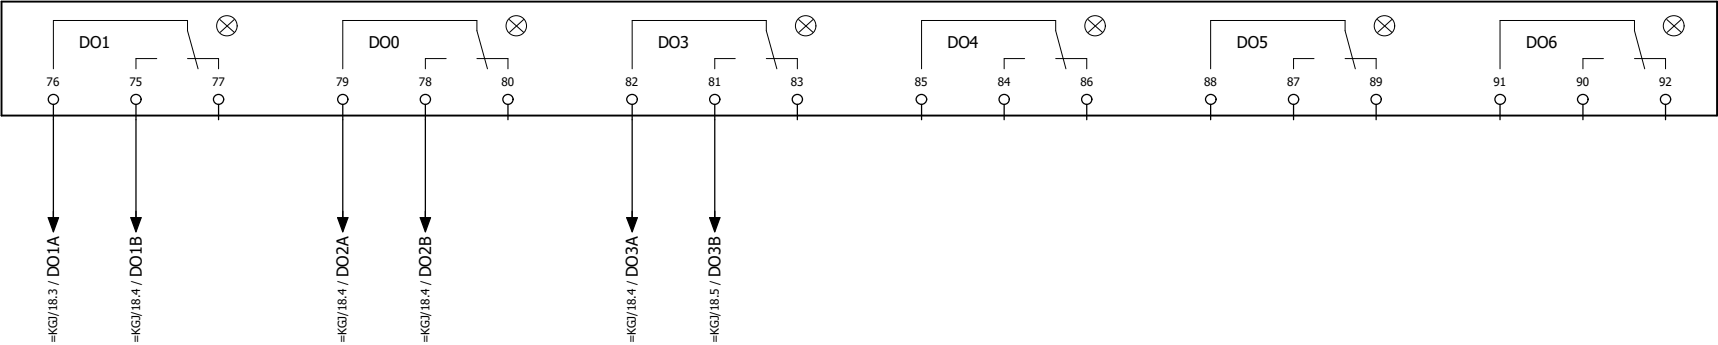 DO1
DO0
DO3
DO4
DO5
DO6
76 75 77
79 78 80
82 81 83
85 84 86
88 87 89
91 90 92
=KGJ/18.3 / DO1A
=KGJ/18.4 / DO1B
=KGJ/18.4 / DO2A
=KGJ/18.4 / DO2B
=KGJ/18.4 / DO3A
=KGJ/18.5 / DO3B